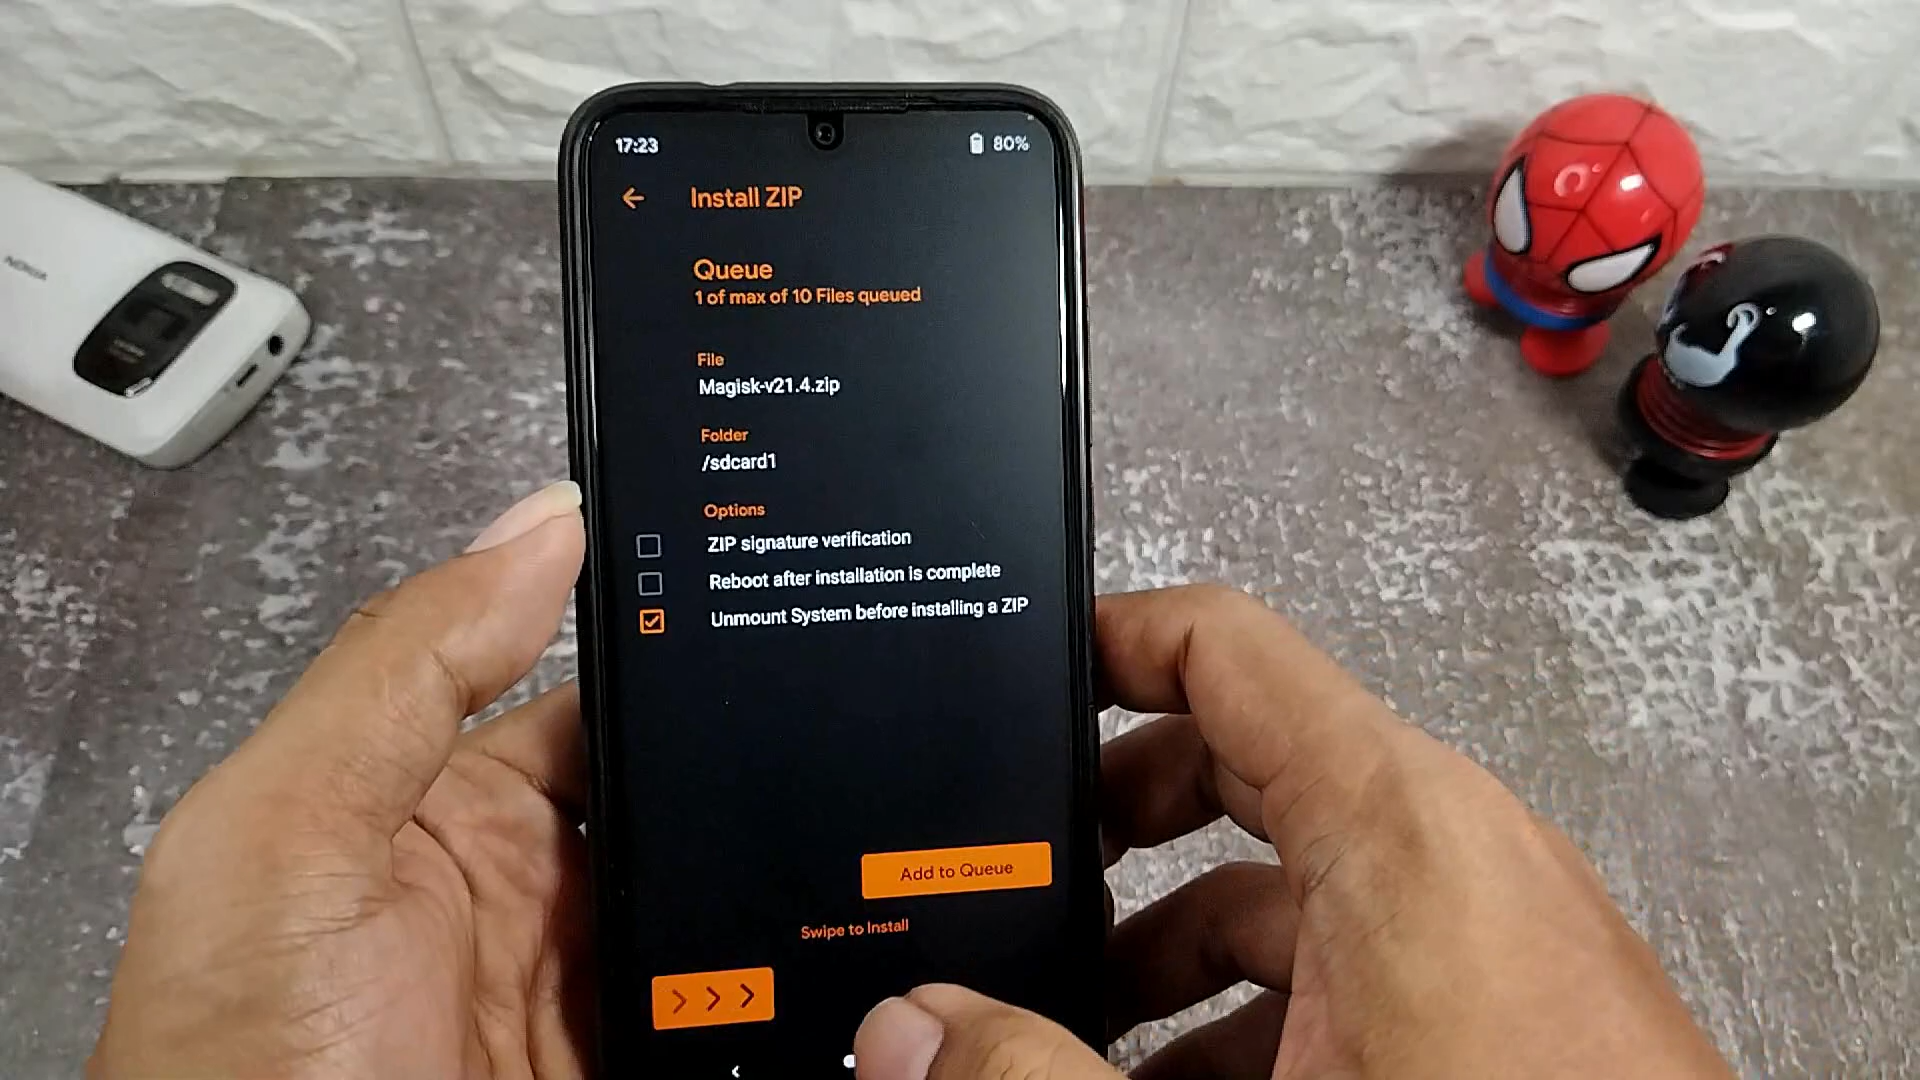 NOKIA
17:23
80%
Install ZIP
Queue
1 of max of 10 Files queued
File
Magisk-v21.4.zip
Folder
/sdcard1
Options
ZIP signature verification
Reboot after installation is complete
Unmount System before installing a ZIP
Add to Queue
Swipe to Install